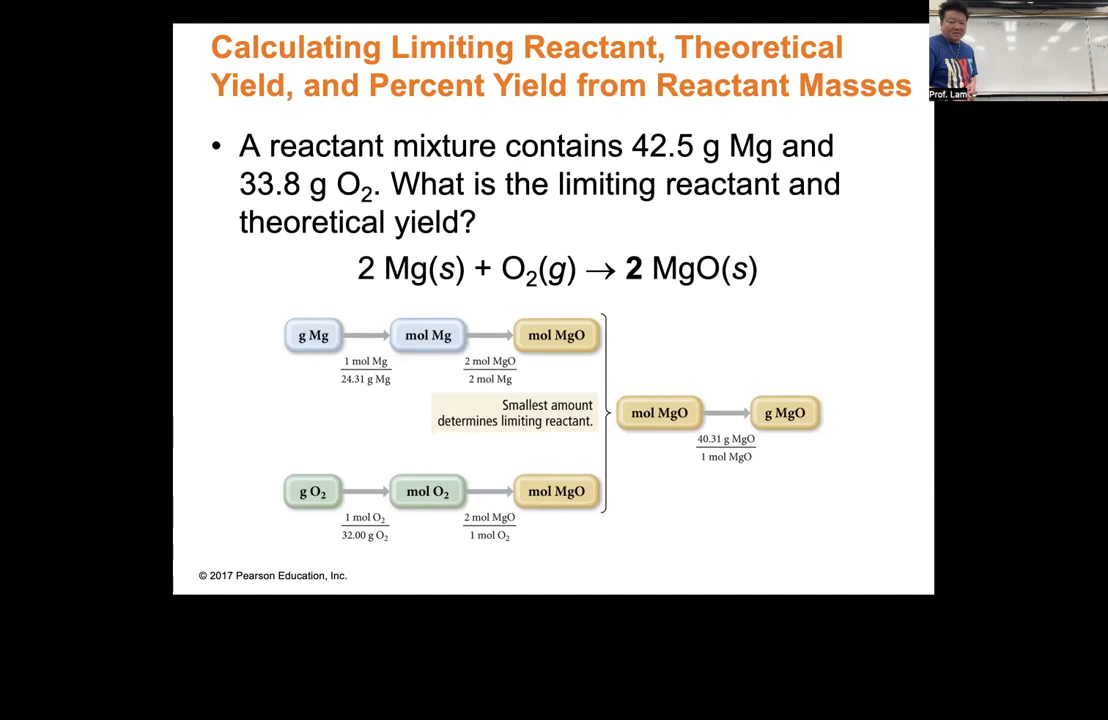 Calculating Limiting Reactant, Theoretical
Yield, and Percent Yield from Reactant Masses
Prof. Lam
• A reactant mixture contains 42.5 g Mg and
33.8 g O₂. What is the limiting reactant and
theoretical yield?
2 Mg(s) + O₂(g) → 2 MgO(s)
g Mg
mol Mg
mol MgO
1 mol Mg
24.31 g Mg
2 mol MgO
2 mol Mg
Smallest amount
determines limiting reactant.
mol MgO
g MgO
40.31 g MgO
1 mol MgO
g O₂
mol O₂
mol MgO
1 mol O₂
32.00 g O₂
2 mol MgO
1 mol O₂
© 2017 Pearson Education, Inc.